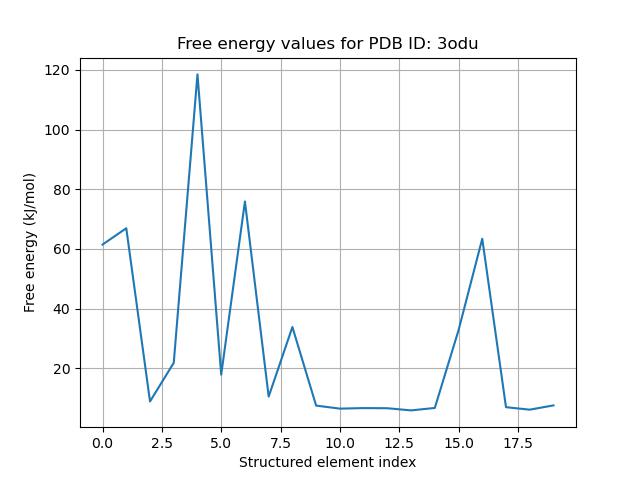 Free energy values for PDB ID: 3odu
120
100
80
60
40
20
Free energy (kJ/mol)
0.0 2.5 5.0 7.5 10.0 12.5 15.0 17.5
Structured element index